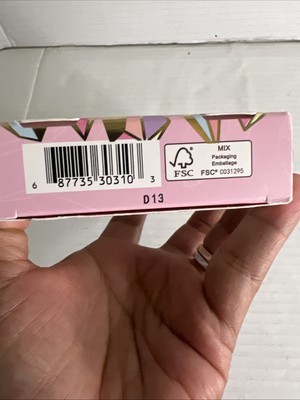 6 87735 30310 3
FSC
MIX
Packaging
Emballage
FSC® C031295
D13